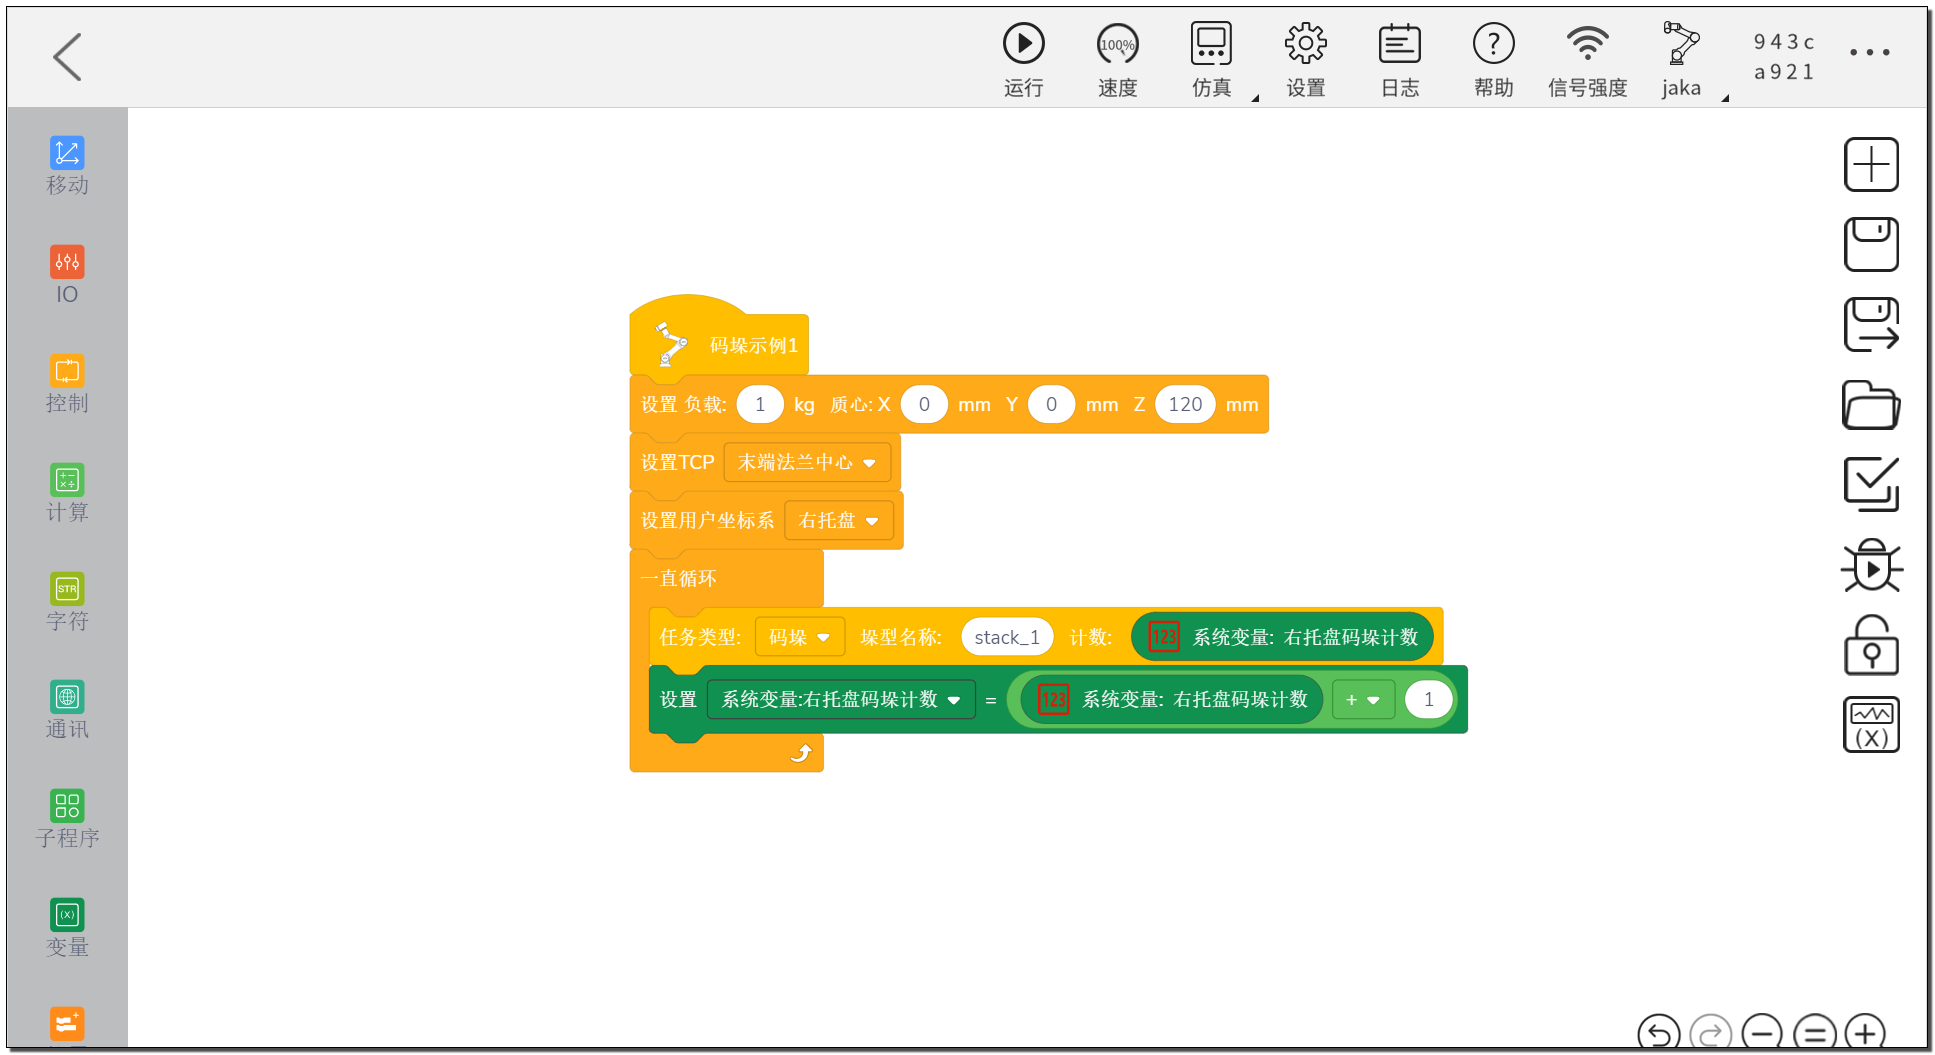 运行
100%
速度
仿真
设置
日志
?
帮助
信号强度
jaka
943c
a921
移动
IO
控制
计算
STR
字符
通讯
子程序
(X)
变量
码垛示例1
设置 负载: 1 kg 质心: X 0 mm Y 0 mm Z 120 mm
设置TCP 末端法兰中心
设置用户坐标系 右托盘
一直循环
任务类型: 码垛 垛型名称: stack_1 计数: 123 系统变量: 右托盘码垛计数
设置 系统变量:右托盘码垛计数 = 123 系统变量: 右托盘码垛计数 + 1
(X)